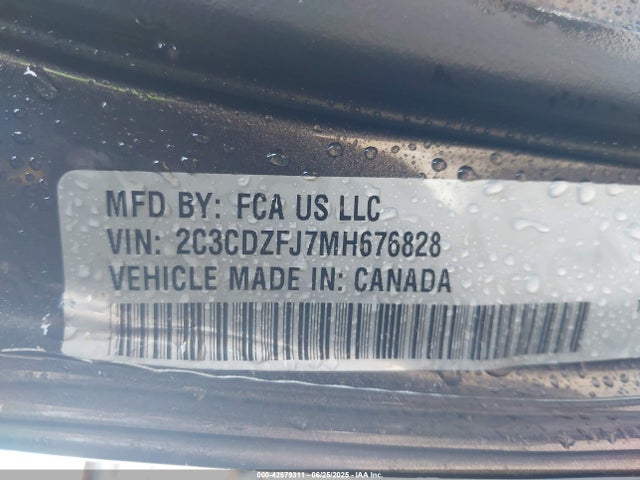 MFD BY: FCA US LLC
VIN: 2C3CDZFJ7MH676828
VEHICLE MADE IN: CANADA
000-42579311 - 06/25/2025 - IAA Inc.